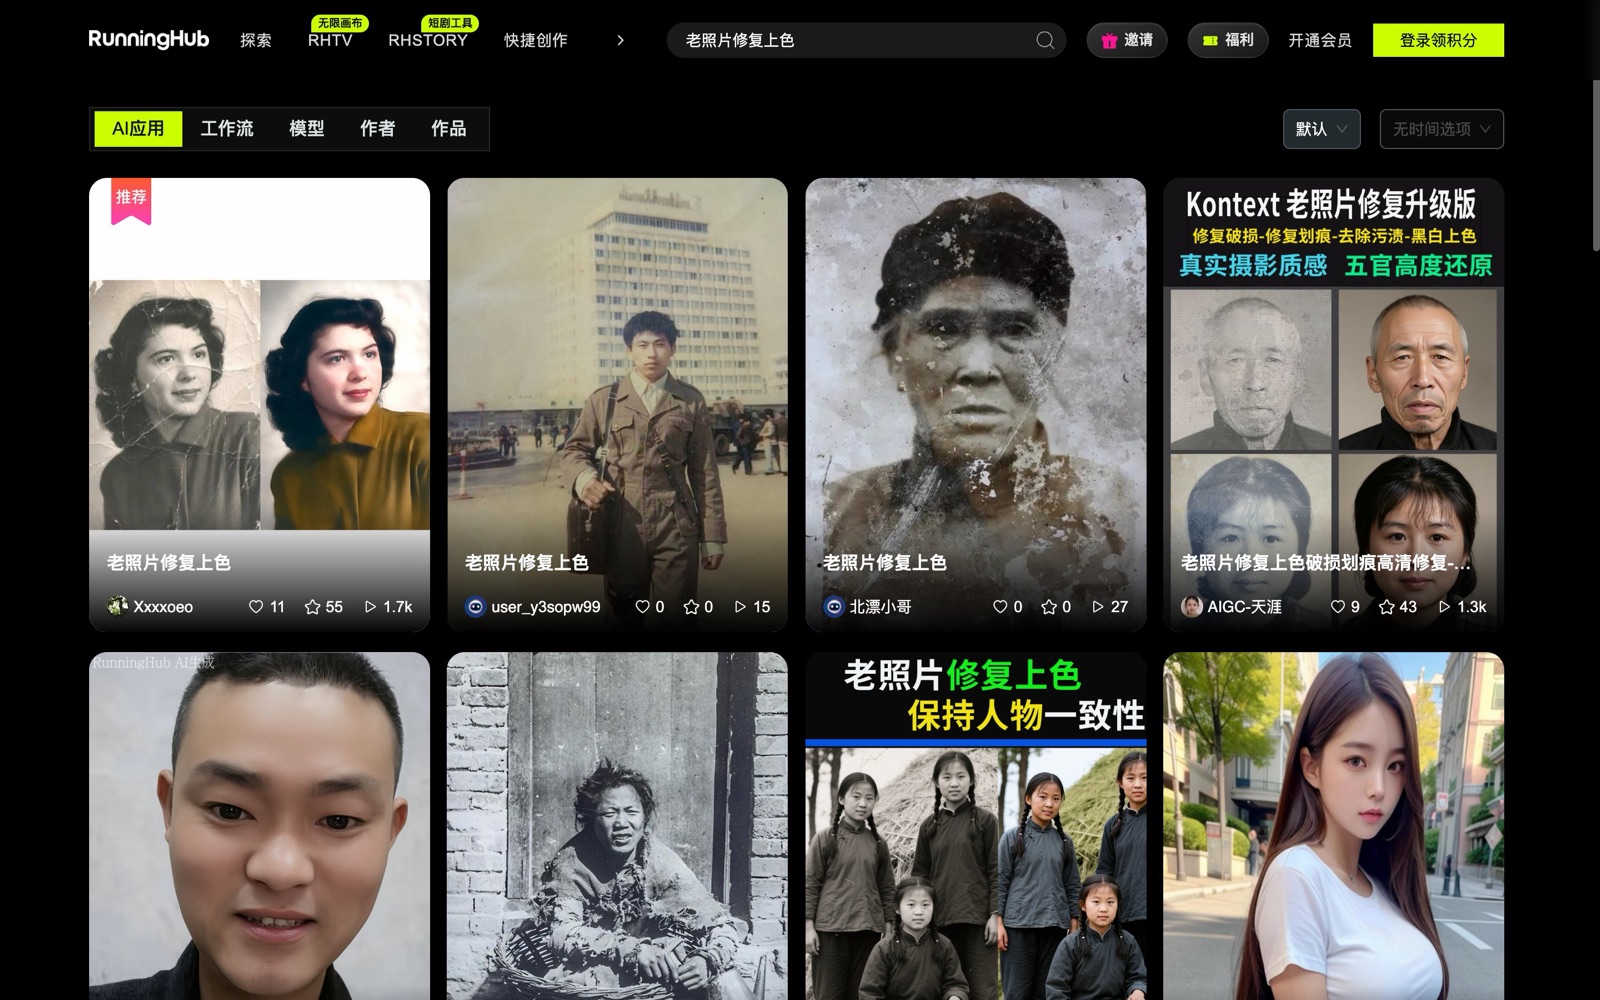 RunningHub
探索
无限画布
RHTV
短剧工具
RHSTORY
快捷创作
老照片修复上色
邀请
福利
开通会员
登录领积分
AI应用
工作流
模型
作者
作品
默认
无时间选项
推荐
老照片修复上色
Xxxxoeo 11 55 1.7k
老照片修复上色
user_y3sopw99 0 0 15
老照片修复上色
北漂小哥 0 0 27
Kontext 老照片修复升级版
修复破损-修复划痕-去除污渍-黑白上色
真实摄影质感 五官高度还原
老照片修复上色破损划痕高清修复-...
AIGC-天涯 9 43 1.3k
RunningHub AI生成
老照片修复上色
保持人物一致性